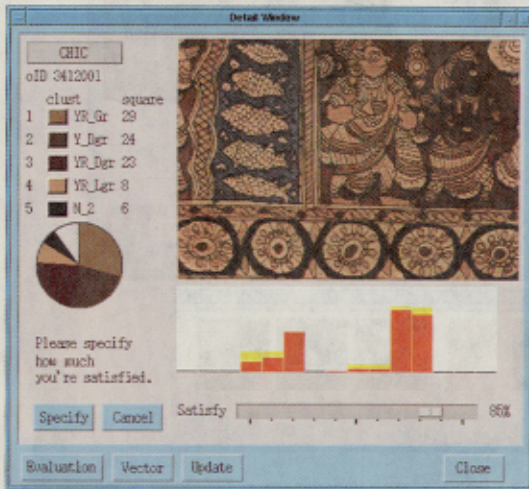 Detail Window
CHIC
oID 3412001
clust square
1 YR_Gr 29
2 Y_Dgr 24
3 YR_Dgr 23
4 YR_Lgr 8
5 N_2 6
Please specify
how much
you're satisfied.
Specify Cancel
Satisfy 85%
Evaluation Vector Update Close